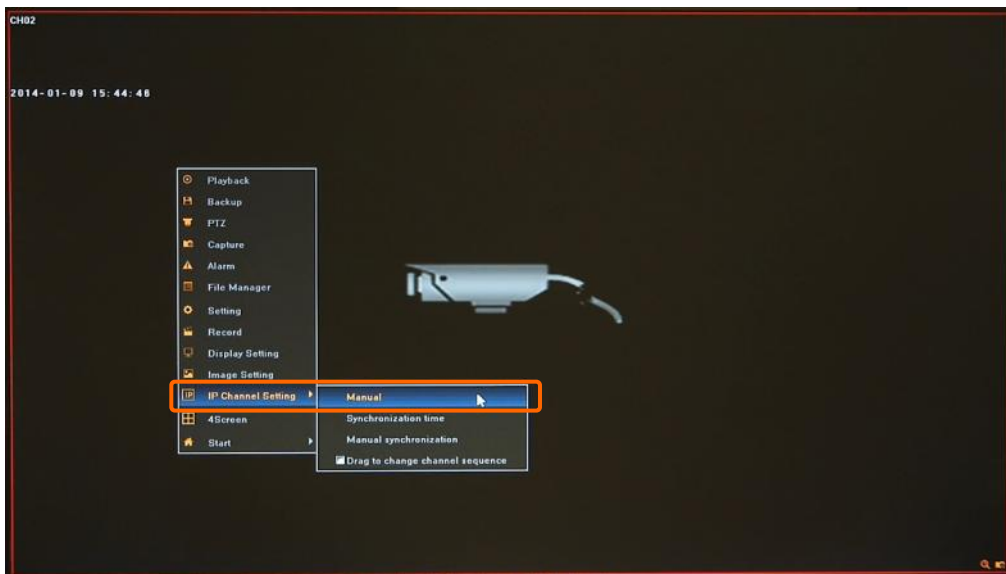 CH02
2014-01-09 15:44:46
Playback
Backup
PTZ
Capture
Alarm
File Manager
Setting
Record
Display Setting
Image Setting
IP IP Channel Setting
Manual
4Screen
Synchronization time
Start
Manual synchronization
Drag to change channel sequence